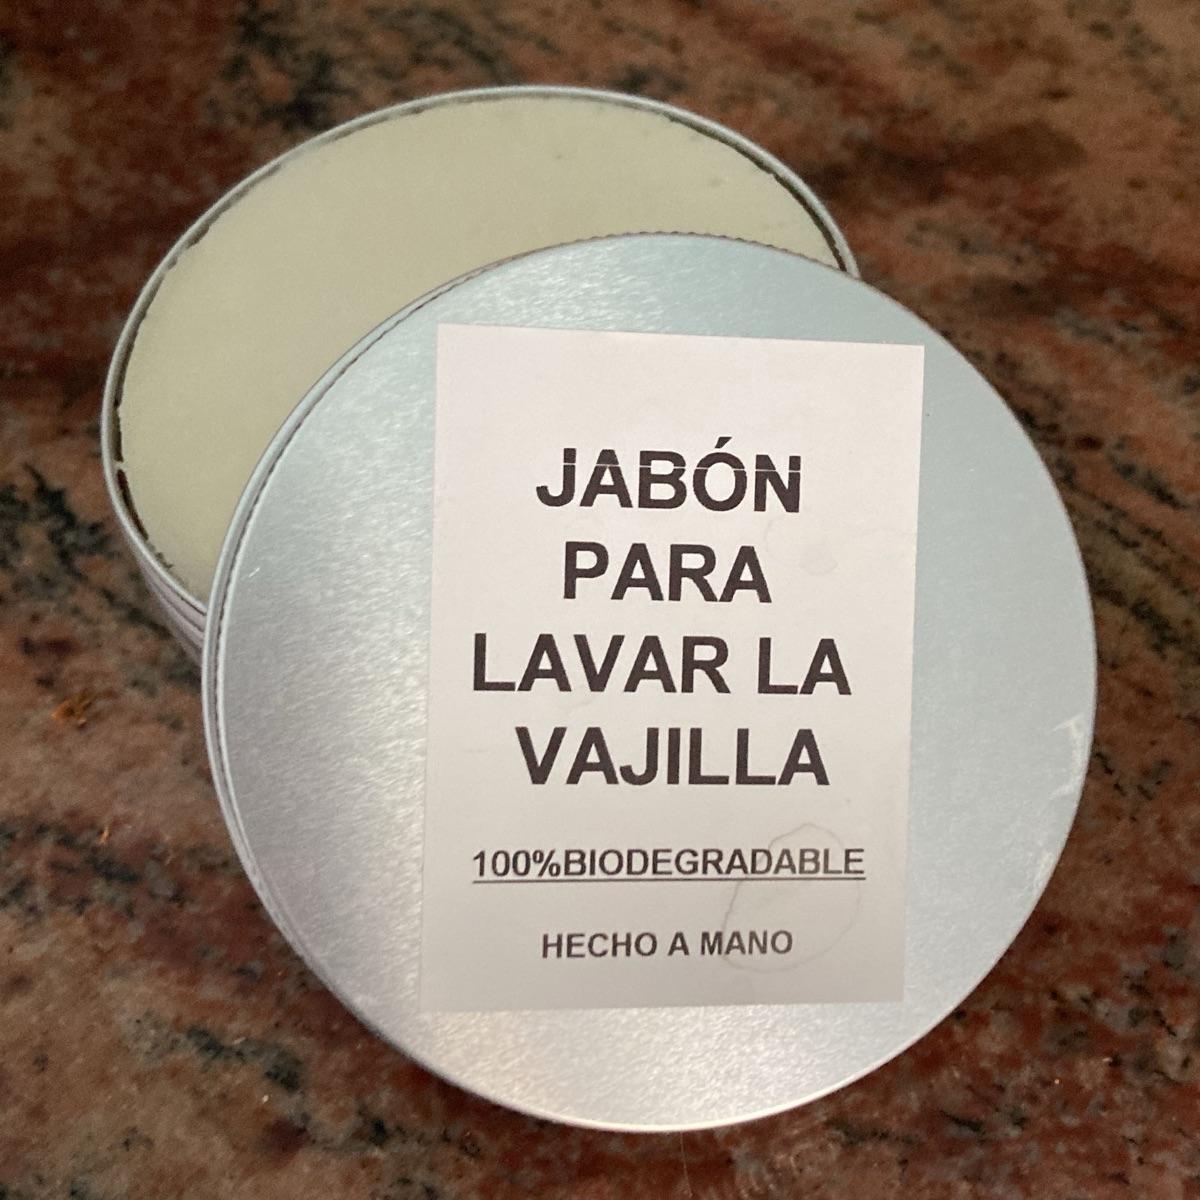 JABÓN
PARA
LAVAR LA
VAJILLA
100%BIODEGRADABLE
HECHO A MANO